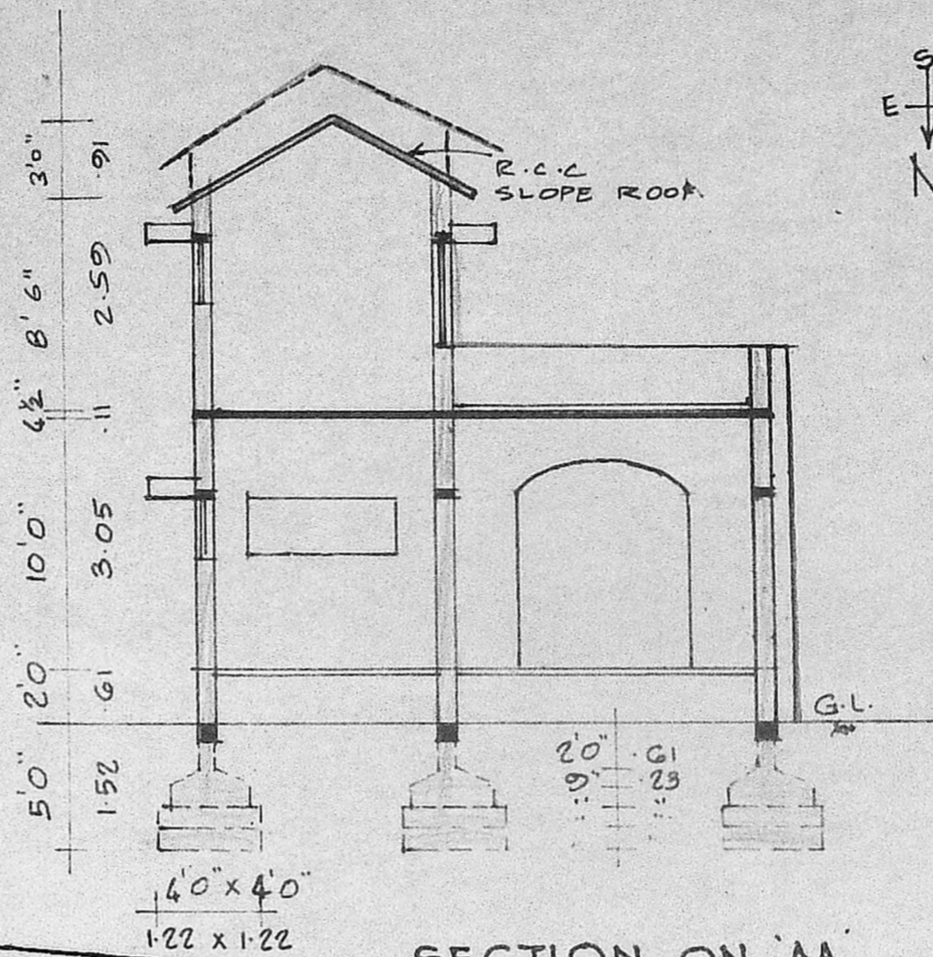 S
E
N
R.C.C
SLOPE ROOF
3'0" .91
8'6" 2.59
4½" .11
10'0" 3.05
2'0" .61
5'0" 1.52
G.L.
2'0" .61
9" .23
" "
4'0" x 4'0"
1.22 x 1.22
SECTION ON 'AA'